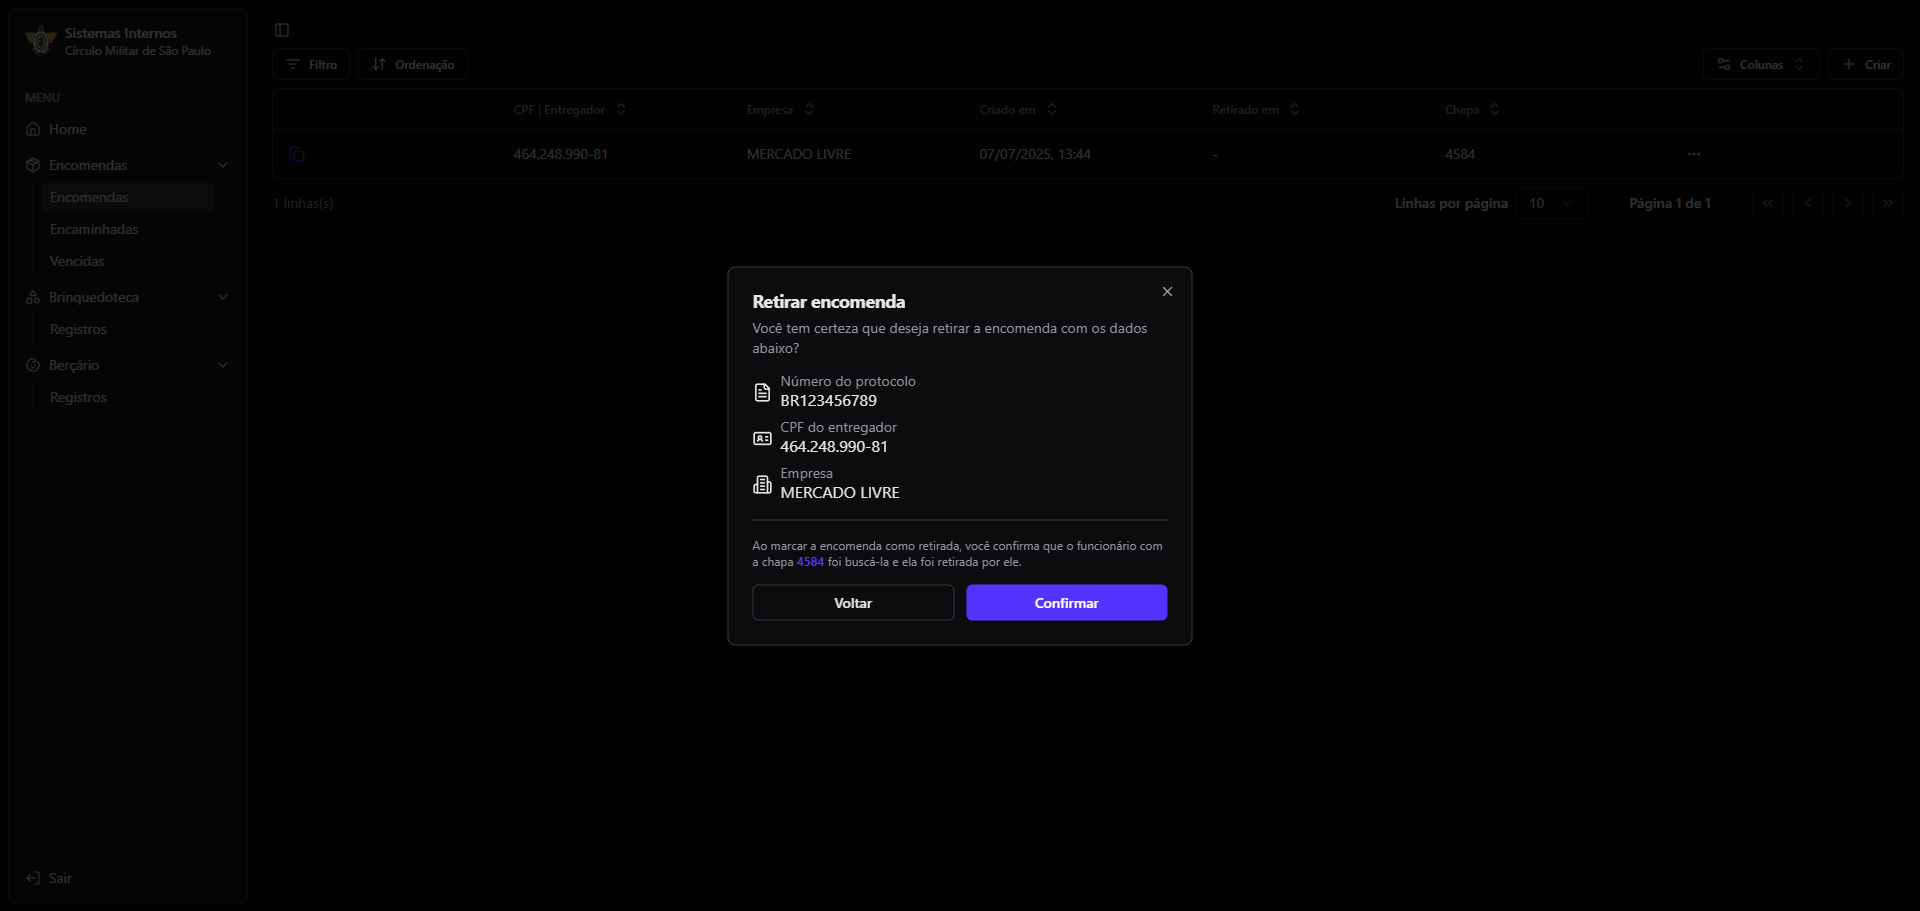 Sistemas Internos
Círculo Militar de São Paulo
MENU
Home
Encomendas
Encomendas
Encaminhadas
Vencidas
Brinquedoteca
Registros
Berçário
Registros
Sair
Filtro
Ordenação
Colunas
Criar
CPF | Entregador
Empresa
Criado em
Retirado em
Chapa
464.248.990-81
MERCADO LIVRE
07/07/2025, 13:44
-
4584
1 linhas(s)
Linhas por página
10
Página 1 de 1
Retirar encomenda
Você tem certeza que deseja retirar a encomenda com os dados
abaixo?
Número do protocolo
BR123456789
CPF do entregador
464.248.990-81
Empresa
MERCADO LIVRE
Ao marcar a encomenda como retirada, você confirma que o funcionário com
a chapa 4584 foi buscá-la e ela foi retirada por ele.
Voltar
Confirmar